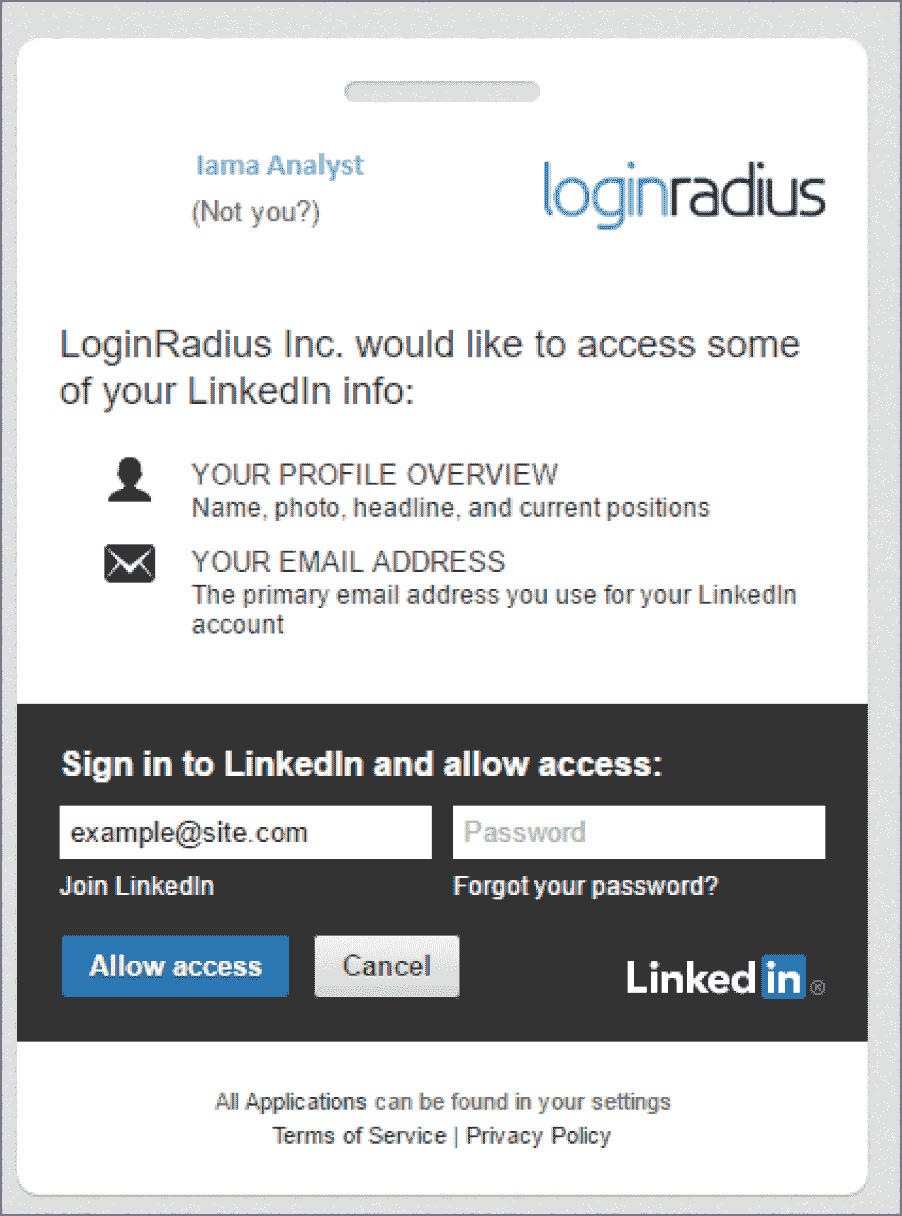 Iama Analyst
(Not you?)
loginradius
LoginRadius Inc. would like to access some
of your LinkedIn info:
YOUR PROFILE OVERVIEW
Name, photo, headline, and current positions
YOUR EMAIL ADDRESS
The primary email address you use for your LinkedIn
account
Sign in to LinkedIn and allow access:
example@site.com Password
Join LinkedIn Forgot your password?
Allow access Cancel LinkedIn ®
All Applications can be found in your settings
Terms of Service | Privacy Policy